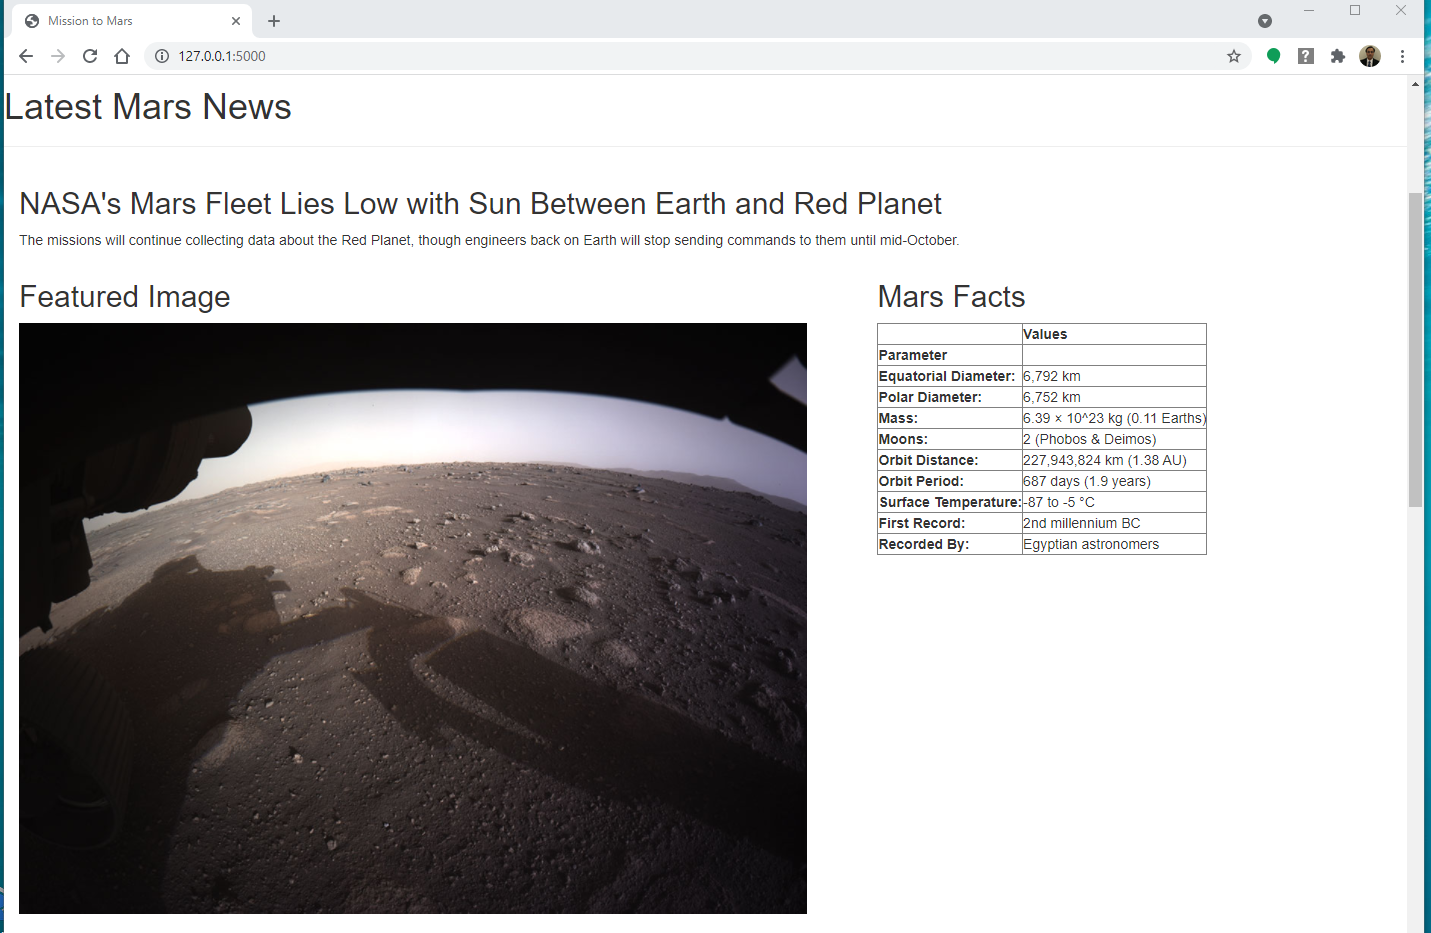 Mission to Mars
127.0.0.1:5000
Latest Mars News
NASA's Mars Fleet Lies Low with Sun Between Earth and Red Planet
The missions will continue collecting data about the Red Planet, though engineers back on Earth will stop sending commands to them until mid-October.
Featured Image
Mars Facts
Values
Parameter
Equatorial Diameter: 6,792 km
Polar Diameter: 6,752 km
Mass: 6.39 × 10^23 kg (0.11 Earths)
Moons: 2 (Phobos & Deimos)
Orbit Distance: 227,943,824 km (1.38 AU)
Orbit Period: 687 days (1.9 years)
Surface Temperature: -87 to -5 °C
First Record: 2nd millennium BC
Recorded By: Egyptian astronomers